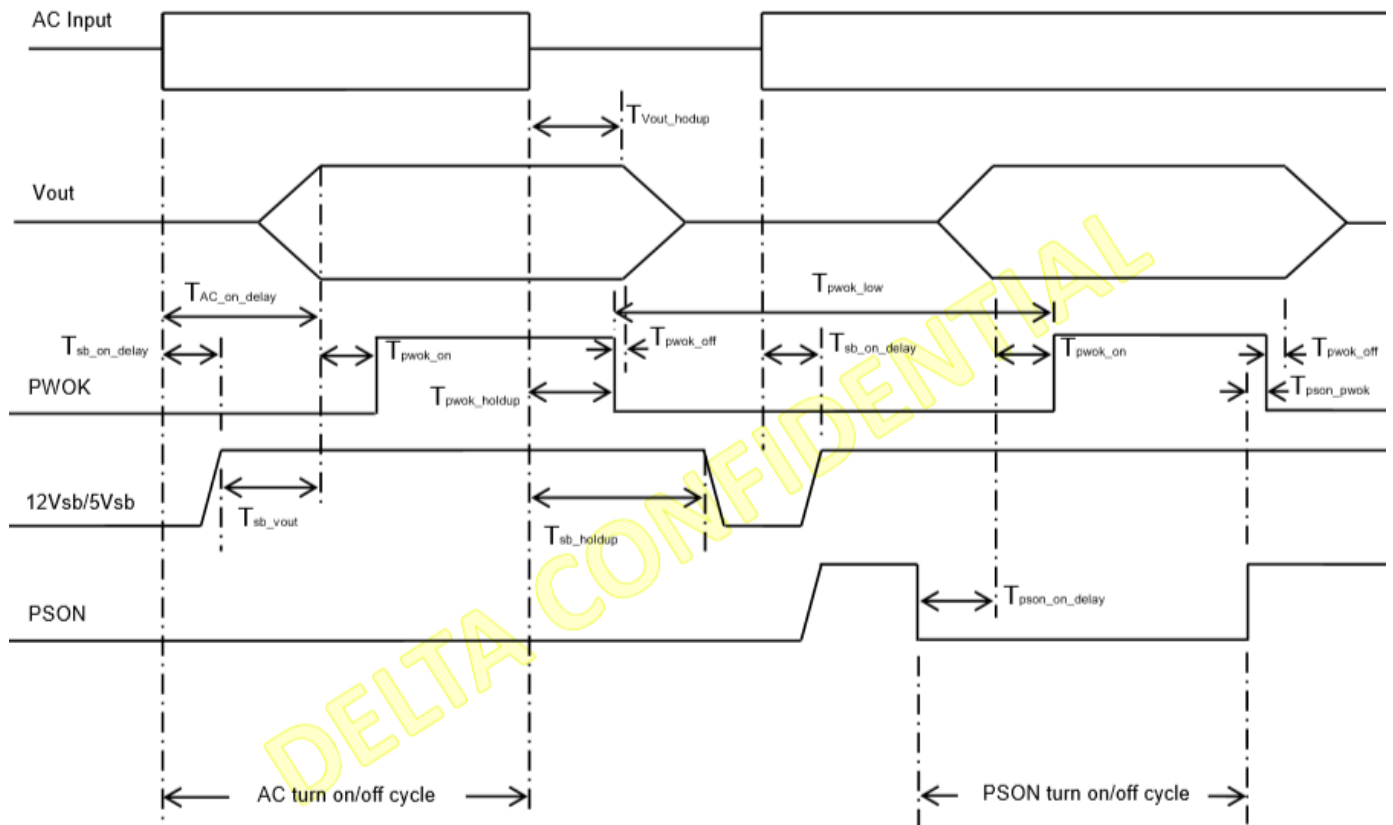 AC Input
TVout_hodup
Vout
TAC_on_delay
Tpwok_low
Tsb_on_delay
Tpwok_on
Tpwok_off
Tsb_on_delay
Tpwok_on
Tpwok_off
PWOK
Tpwok_holdup
Tpson_pwok
12Vsb/5Vsb
Tsb_vout
Tsb_holdup
PSON
Tpson_on_delay
DELTA CONFIDENTIAL
AC turn on/off cycle
PSON turn on/off cycle